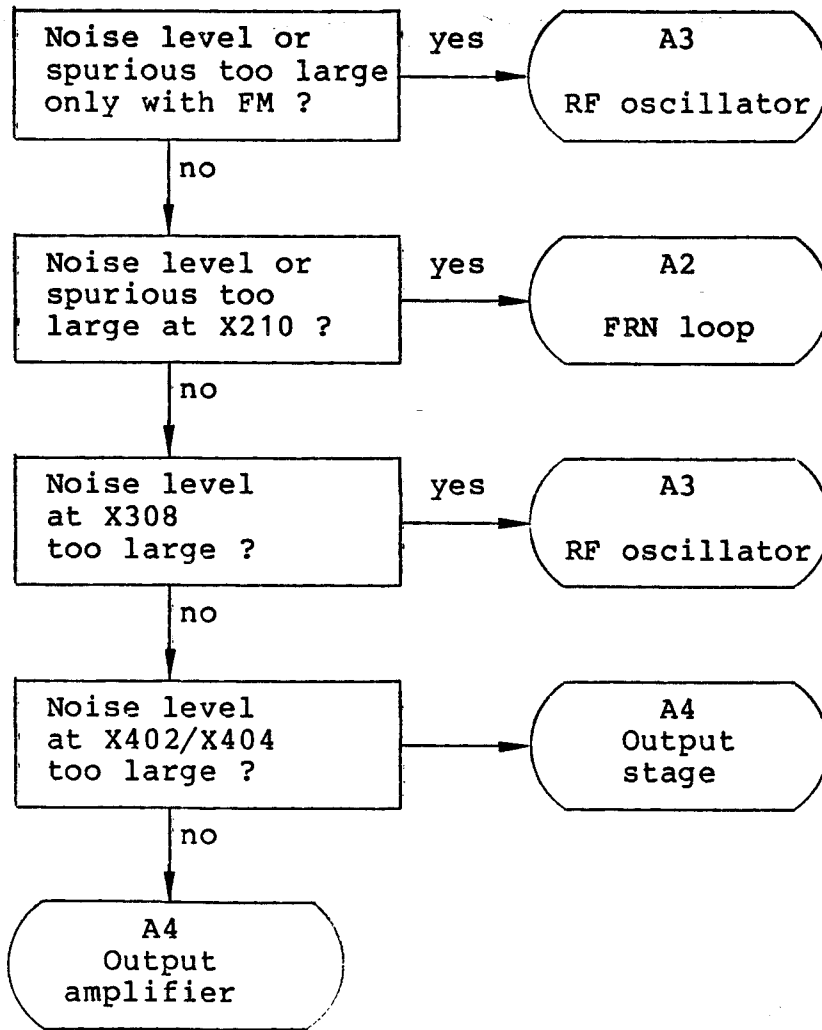 Noise level or
spurious too large
only with FM ?
yes
A3
RF oscillator
no
Noise level or
spurious too
large at X210 ?
yes
A2
FRN loop
no
Noise level
at X308
too large ?
yes
A3
RF oscillator
no
Noise level
at X402/X404
too large ?
A4
Output
stage
no
A4
Output
amplifier